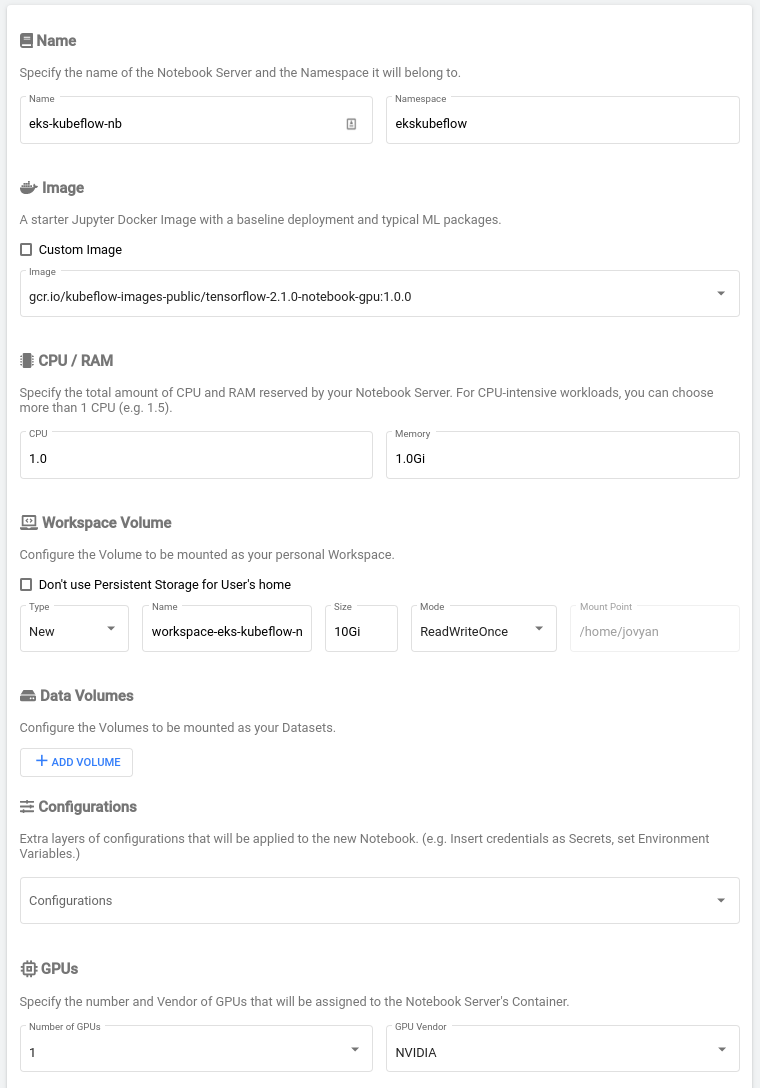 Name
Specify the name of the Notebook Server and the Namespace it will belong to.
Name
eks-kubeflow-nb
Namespace
ekskubeflow
Image
A starter Jupyter Docker Image with a baseline deployment and typical ML packages.
Custom Image
Image
gcr.io/kubeflow-images-public/tensorflow-2.1.0-notebook-gpu:1.0.0
CPU / RAM
Specify the total amount of CPU and RAM reserved by your Notebook Server. For CPU-intensive workloads, you can choose
more than 1 CPU (e.g. 1.5).
CPU
1.0
Memory
1.0Gi
Workspace Volume
Configure the Volume to be mounted as your personal Workspace.
Don't use Persistent Storage for User's home
Type
New
Name
workspace-eks-kubeflow-n
Size
10Gi
Mode
ReadWriteOnce
Mount Point
/home/jovyan
Data Volumes
Configure the Volumes to be mounted as your Datasets.
+ ADD VOLUME
Configurations
Extra layers of configurations that will be applied to the new Notebook. (e.g. Insert credentials as Secrets, set Environment
Variables.)
Configurations
GPUs
Specify the number and Vendor of GPUs that will be assigned to the Notebook Server's Container.
Number of GPUs
1
GPU Vendor
NVIDIA